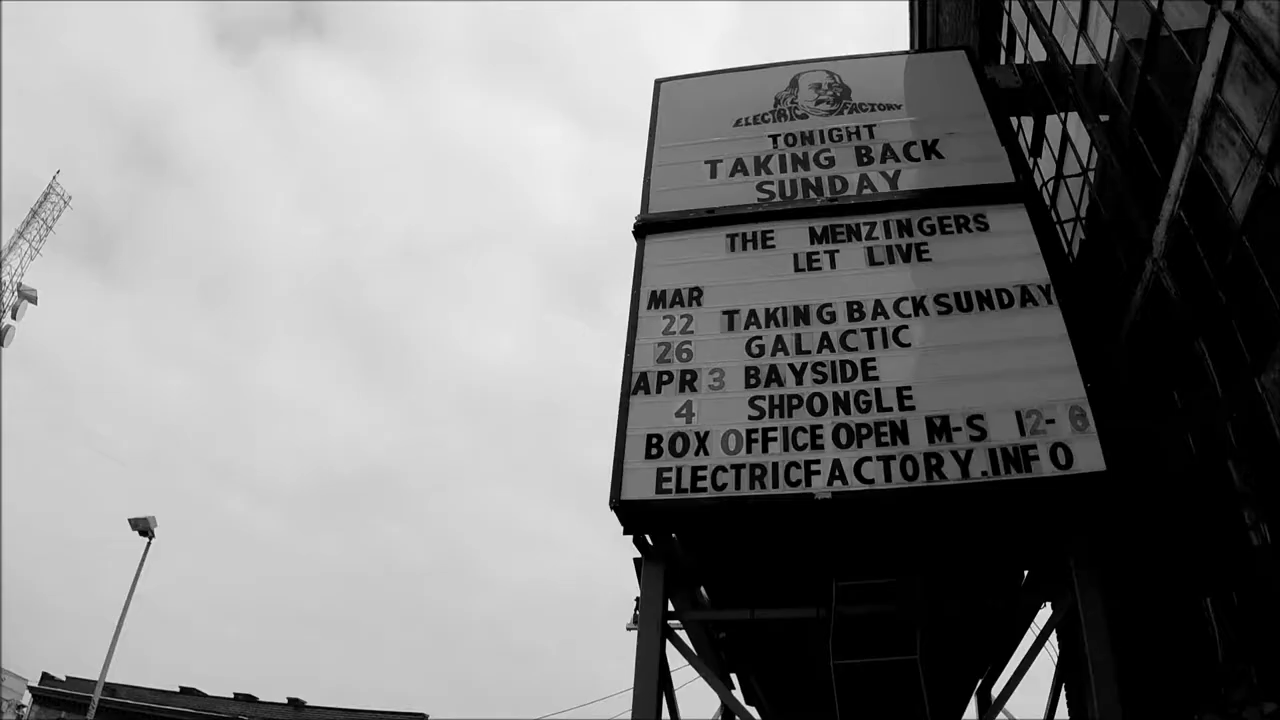 ELECTRIC FACTORY
TONIGHT
TAKING BACK
SUNDAY
THE MENZINGERS
LET LIVE
MAR
22 TAKING BACK SUNDAY
26 GALACTIC
APR 3 BAYSIDE
4 SHPONGLE
BOX OFFICE OPEN M-S 12-6
ELECTRICFACTORY.INFO